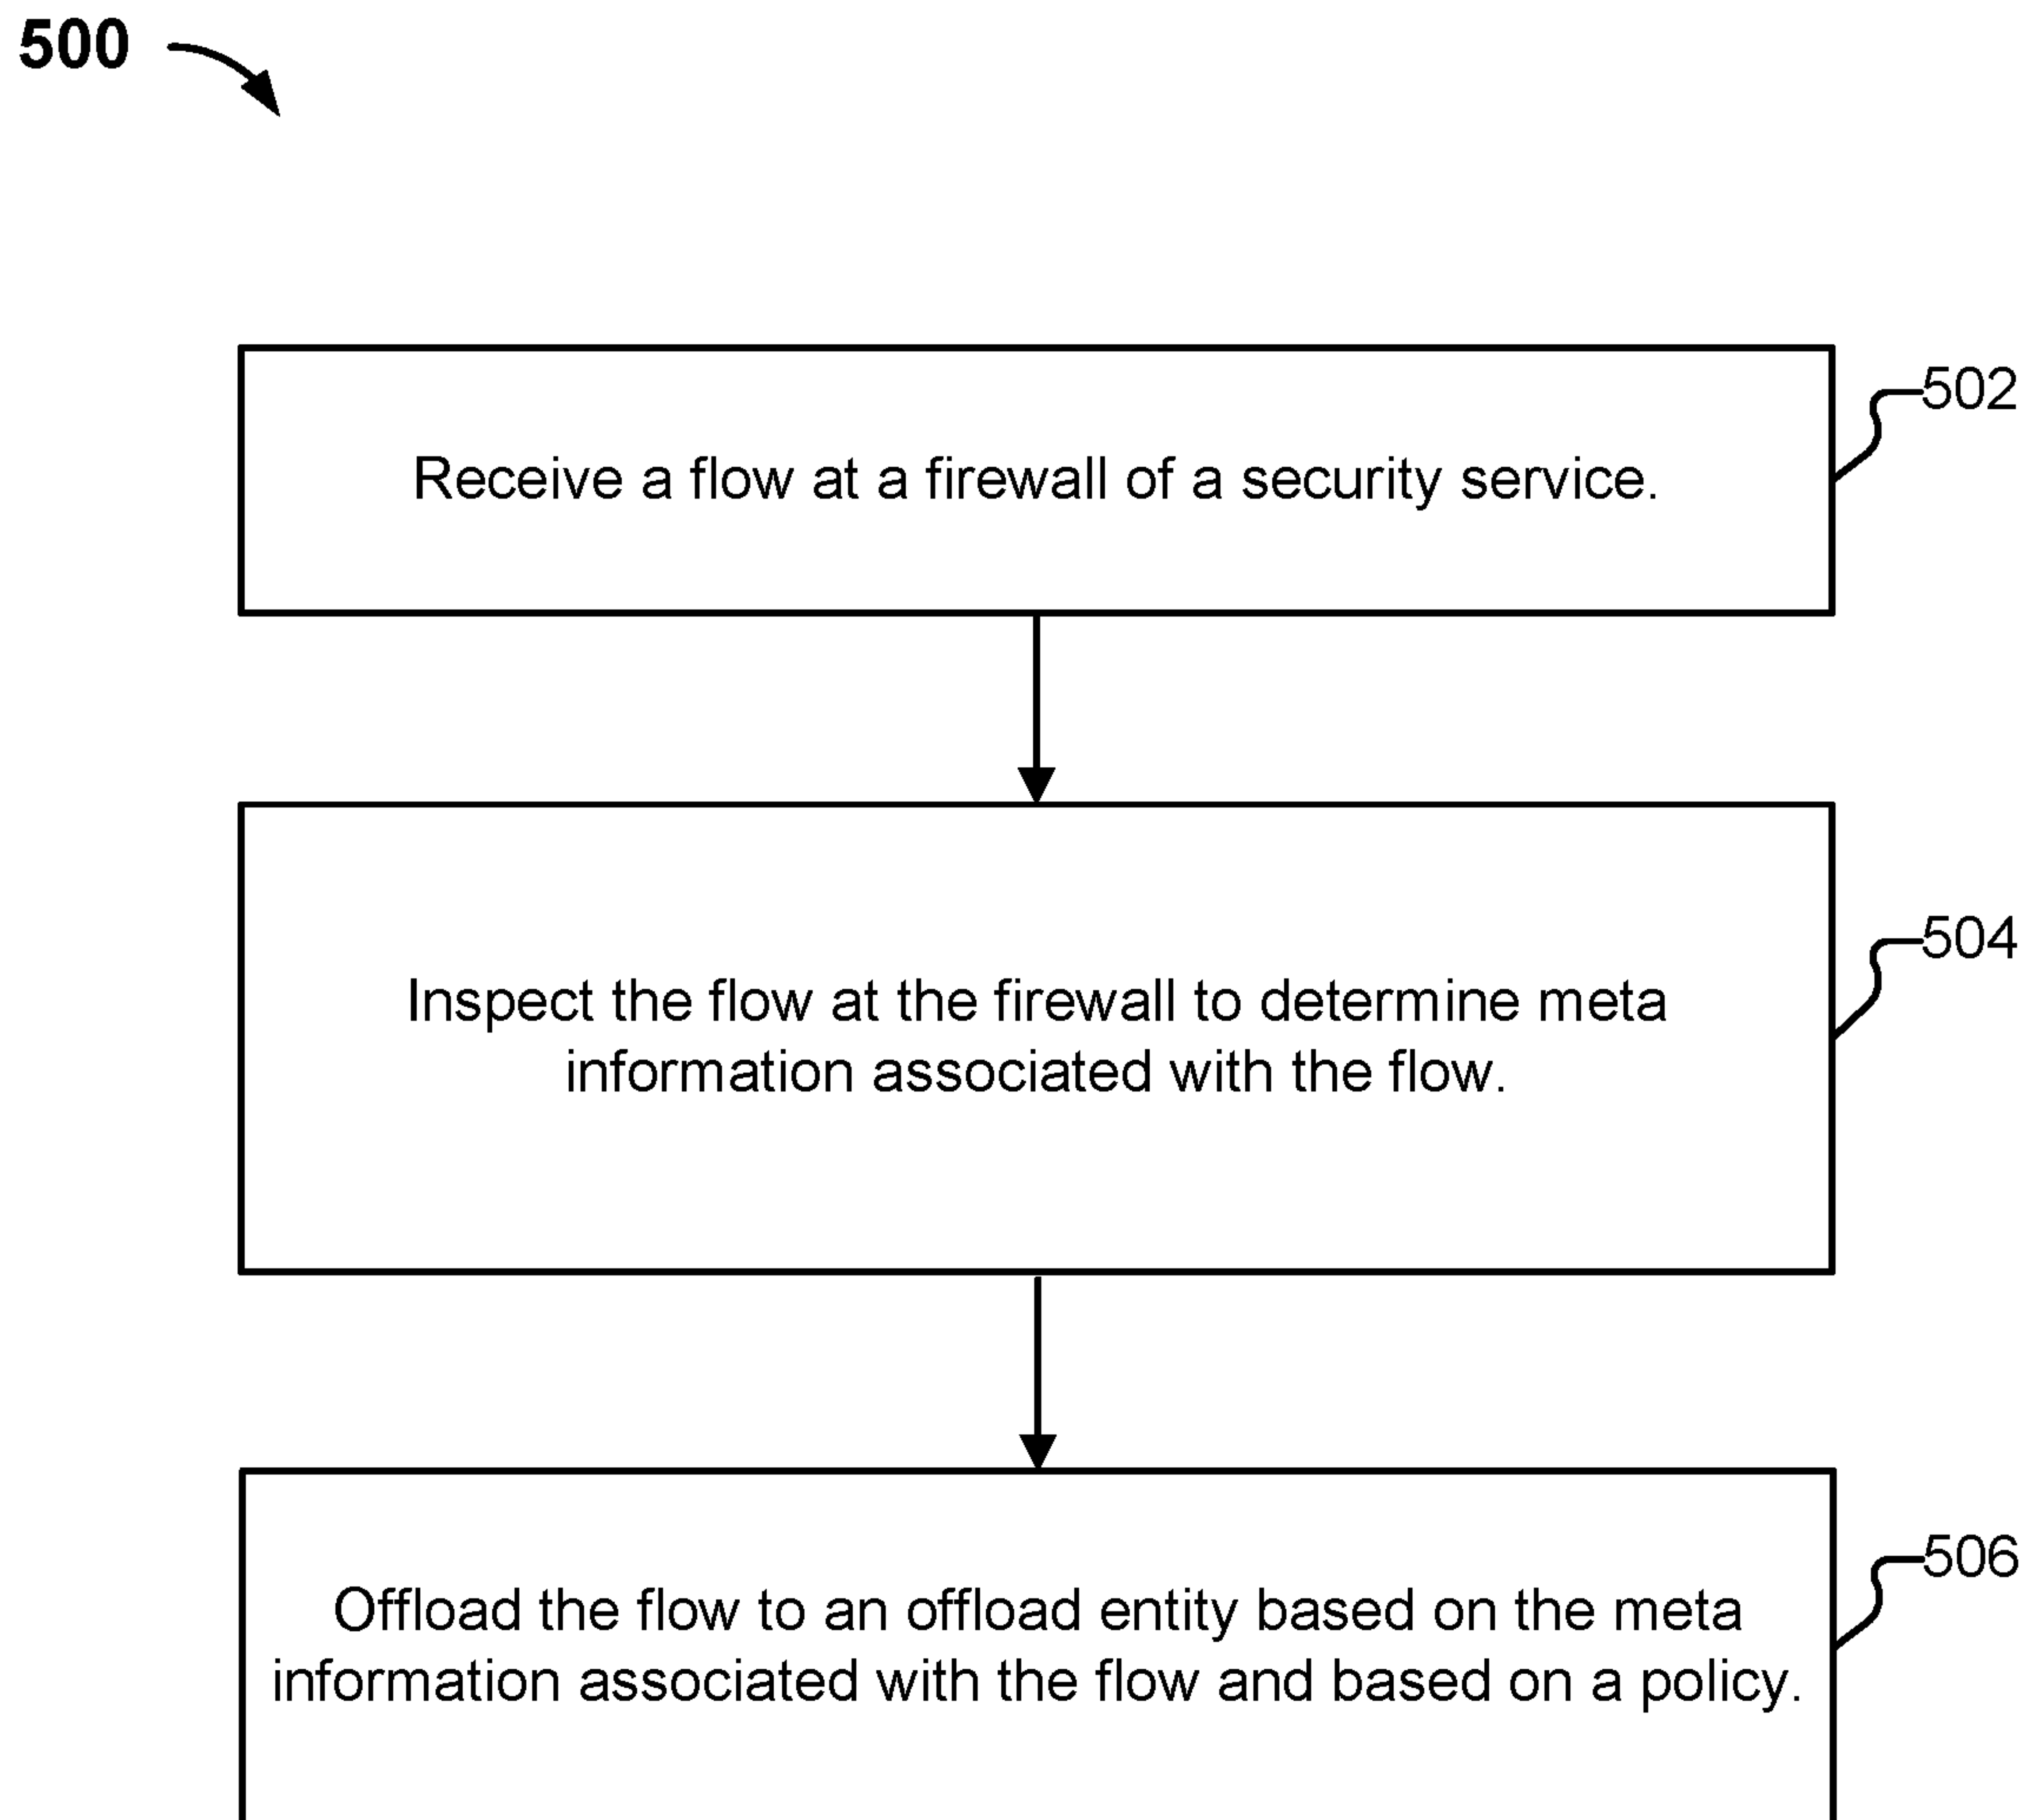 500
Receive a flow at a firewall of a security service.
502
Inspect the flow at the firewall to determine meta
information associated with the flow.
504
Offload the flow to an offload entity based on the meta
information associated with the flow and based on a policy.
506